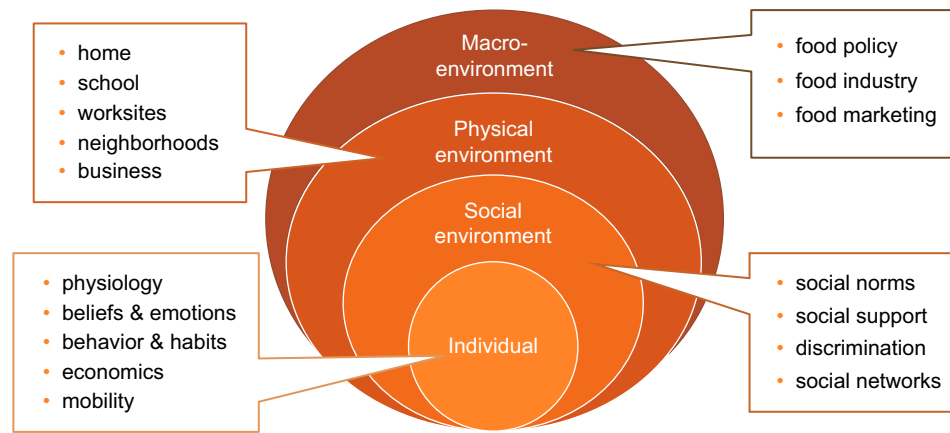 home
school
worksites
neighborhoods
business
Macro-
environment
food policy
food industry
food marketing
Physical
environment
Social
environment
physiology
beliefs & emotions
behavior & habits
economics
mobility
Individual
social norms
social support
discrimination
social networks